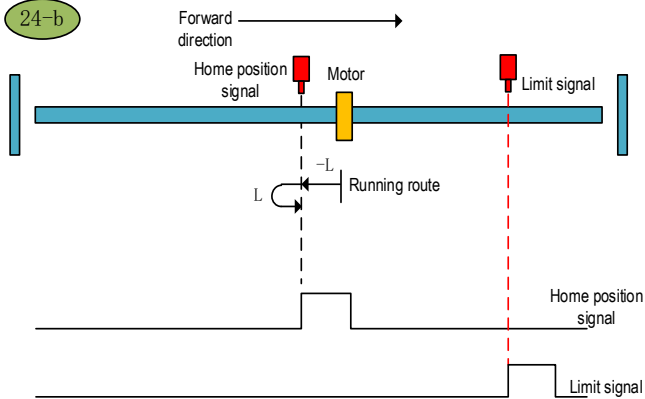 24-b
Forward
direction
Home position
signal
Motor
Limit signal
-L
L
Running route
Home position
signal
Limit signal